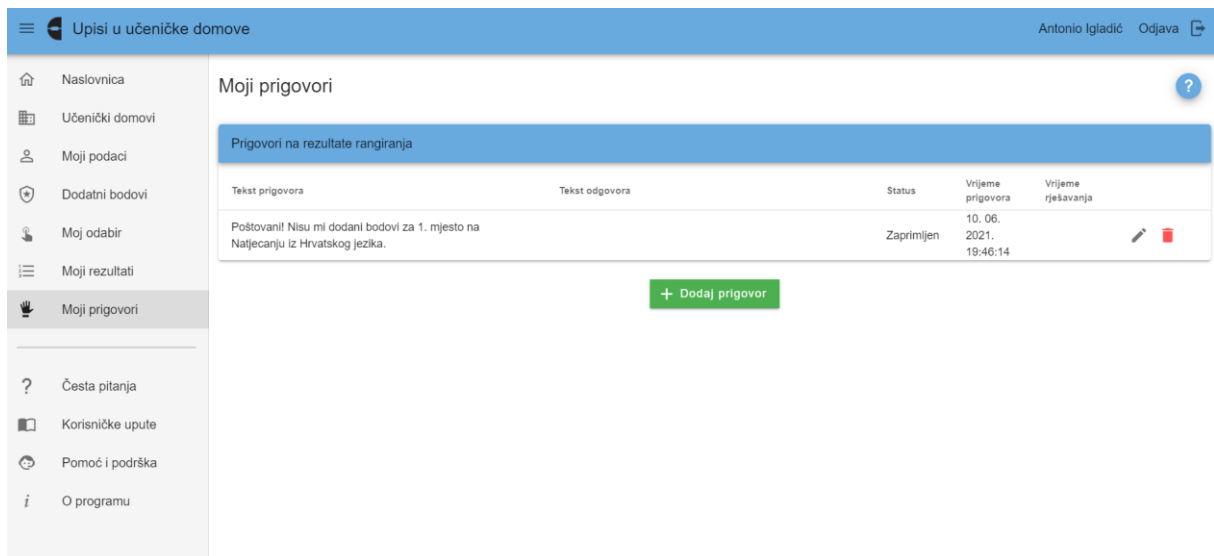 Upisi u učeničke domove
Antonio Igladić Odjava
Naslovnica
Učenički domovi
Moji podaci
Dodatni bodovi
Moj odabir
Moji rezultati
Moji prigovori
Česta pitanja
Korisničke upute
Pomoć i podrška
O programu
Moji prigovori
?
Prigovori na rezultate rangiranja
Tekst prigovora
Tekst odgovora
Status
Vrijeme
prigovora
Vrijeme
rješavanja
Poštovani! Nisu mi dodani bodovi za 1. mjesto na
Natjecanju iz Hrvatskog jezika.
Zaprimljen
10. 06.
2021.
19:46:14
+ Dodaj prigovor